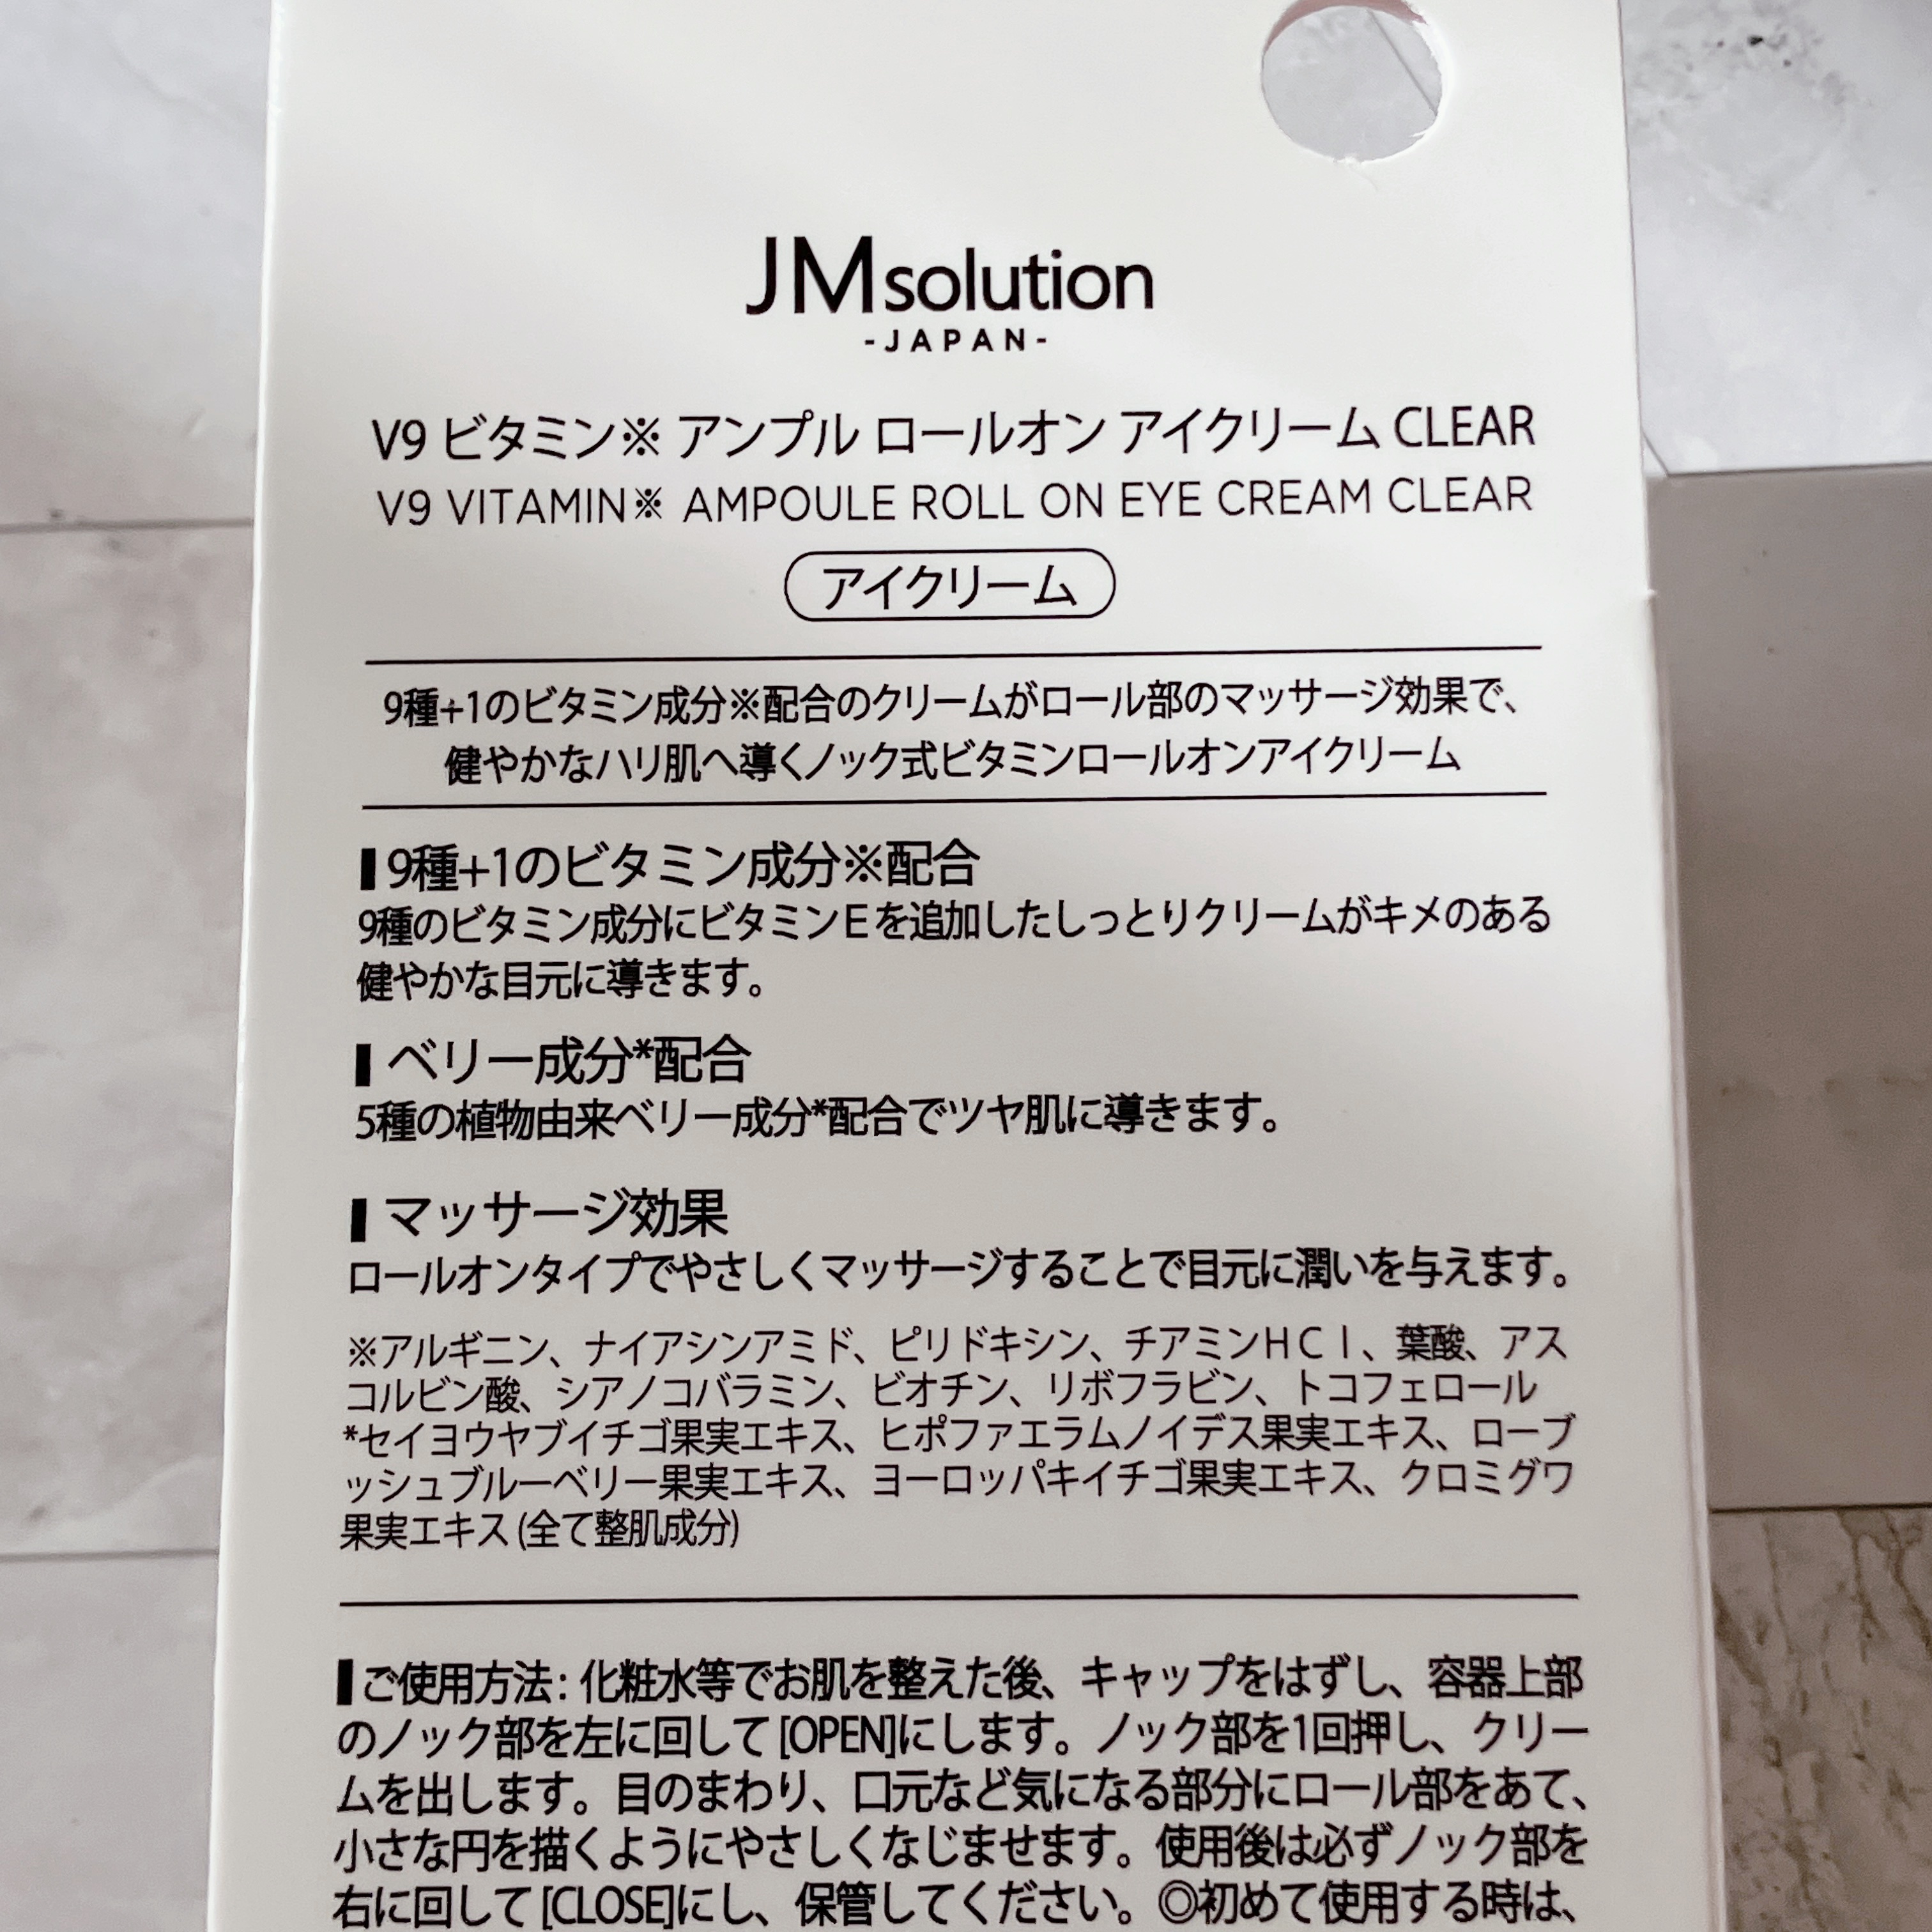 JMsolution
-JAPAN-
V9 ビタミン※ アンプル ロールオン アイクリーム CLEAR
V9 VITAMIN※ AMPOULE ROLL ON EYE CREAM CLEAR
アイクリーム
9種+1のビタミン成分※配合のクリームがロール部のマッサージ効果で、
健やかなハリ肌へ導くノック式ビタミンロールオンアイクリーム
9種+1のビタミン成分※配合
9種のビタミン成分にビタミンEを追加したしっとりクリームがキメのある
健やかな目元に導きます。
ベリー成分*配合
5種の植物由来ベリー成分*配合でツヤ肌に導きます。
マッサージ効果
ロールオンタイプでやさしくマッサージすることで目元に潤いを与えます。
※アルギニン、ナイアシンアミド、ピリドキシン、チアミンHCl、葉酸、アス
コルビン酸、シアノコバラミン、ビオチン、リボフラビン、トコフェロール
*セイヨウヤブイチゴ果実エキス、ヒポファエラムノイデス果実エキス、ローブ
ッシュブルーベリー果実エキス、ヨーロッパキイチゴ果実エキス、クロミグワ
果実エキス(全て整肌成分)
ご使用方法: 化粧水等でお肌を整えた後、キャップをはずし、容器上部
のノック部を左に回して[OPEN]にします。ノック部を1回押し、クリー
ムを出します。目のまわり、口元など気になる部分にロール部をあて、
小さな円を描くようにやさしくなじませます。使用後は必ずノック部を
右に回して[CLOSE]にし、保管してください。◎初めて使用する時は、